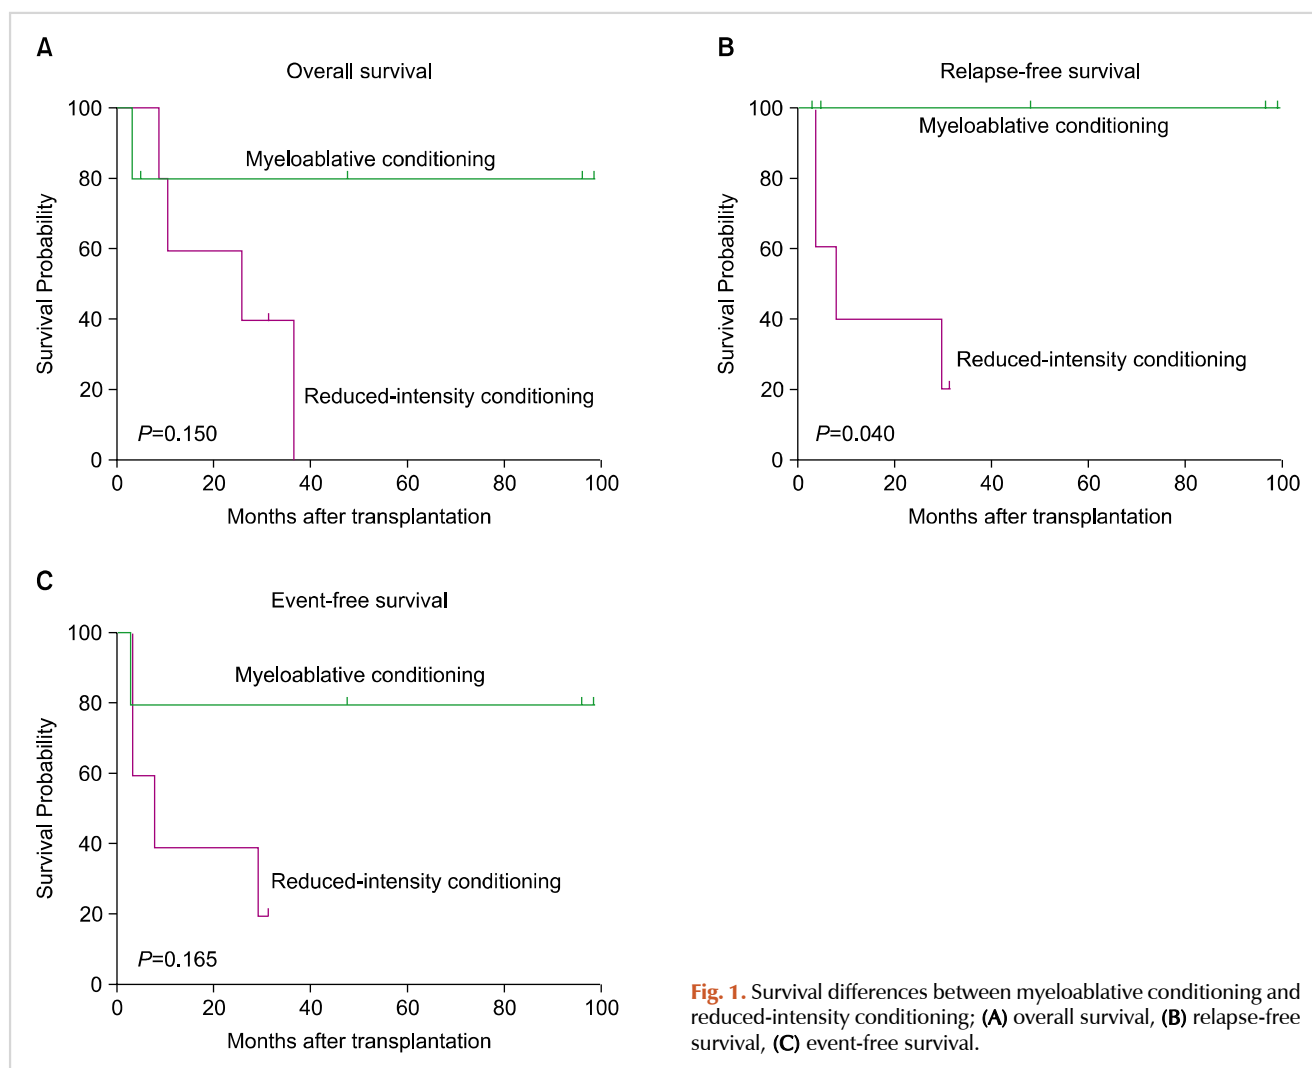 A
Overall survival
100
80
60
40
20
0
Survival Probability
Myeloablative conditioning
Reduced-intensity conditioning
P=0.150
0 20 40 60 80 100
Months after transplantation
B
Relapse-free survival
100
80
60
40
20
0
Survival Probability
Myeloablative conditioning
Reduced-intensity conditioning
P=0.040
0 20 40 60 80 100
Months after transplantation
C
Event-free survival
100
80
60
40
20
0
Survival Probability
Myeloablative conditioning
Reduced-intensity conditioning
P=0.165
0 20 40 60 80 100
Months after transplantation
Fig. 1. Survival differences between myeloablative conditioning and
reduced-intensity conditioning; (A) overall survival, (B) relapse-free
survival, (C) event-free survival.